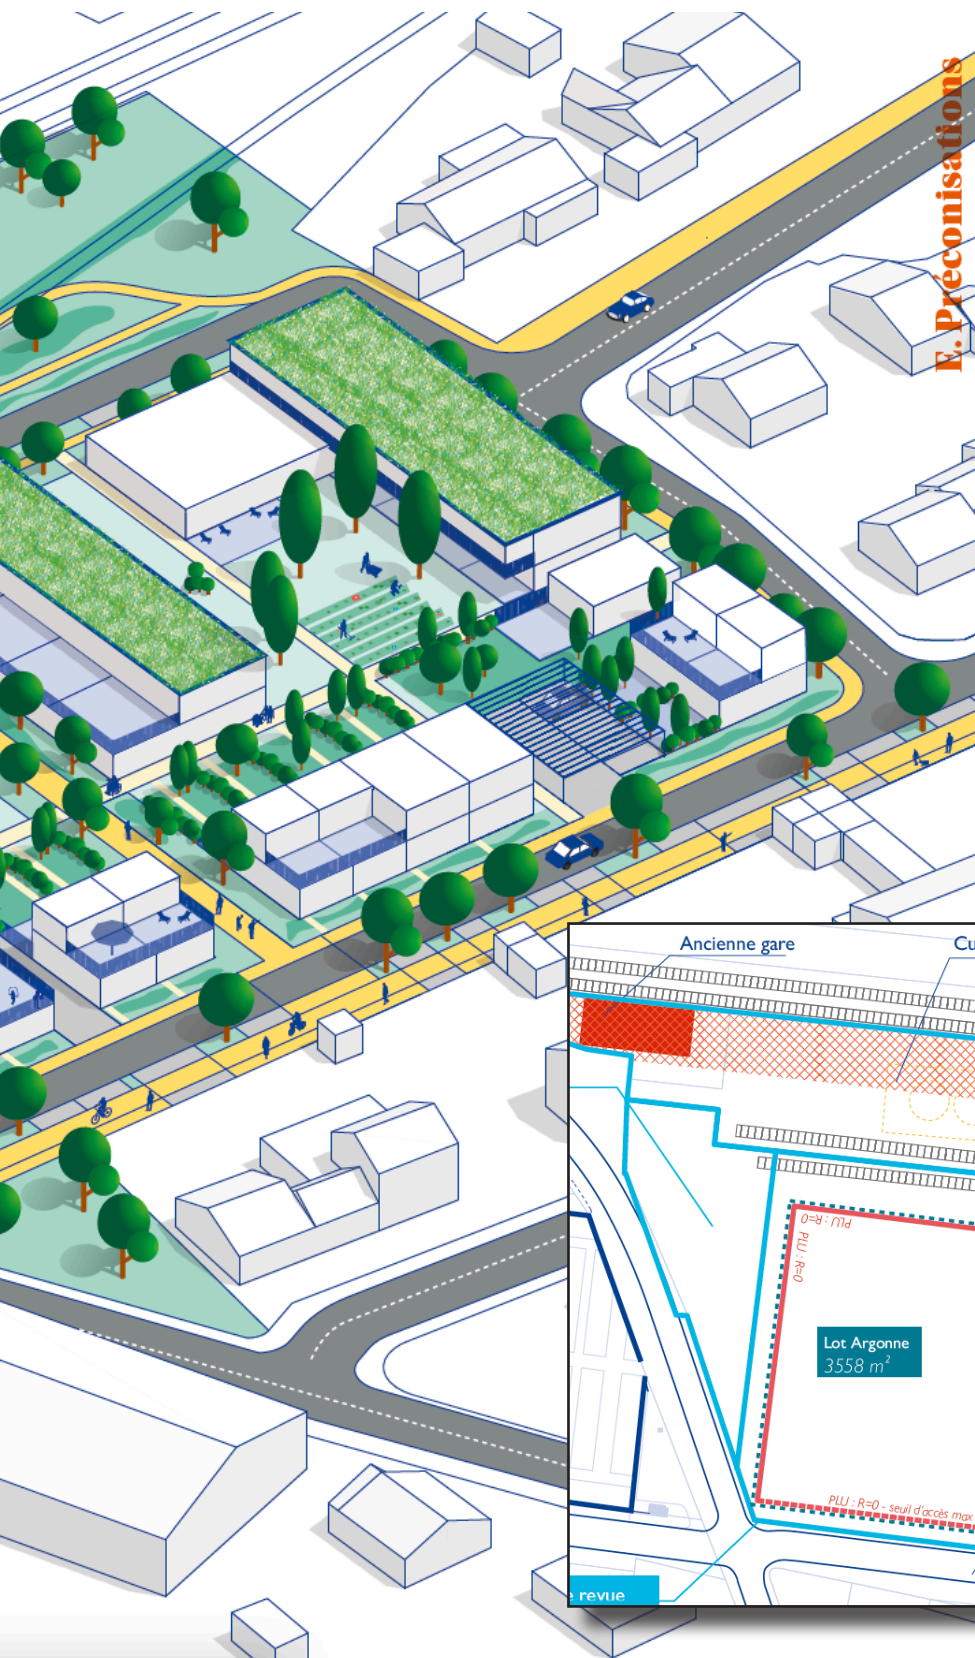 E. Préconisations
Ancienne gare
Cu
PLU : R=0
PLU : R=0
Lot Argonne
3558 m²
PLU : R=0 - seuil d'accès max
revue